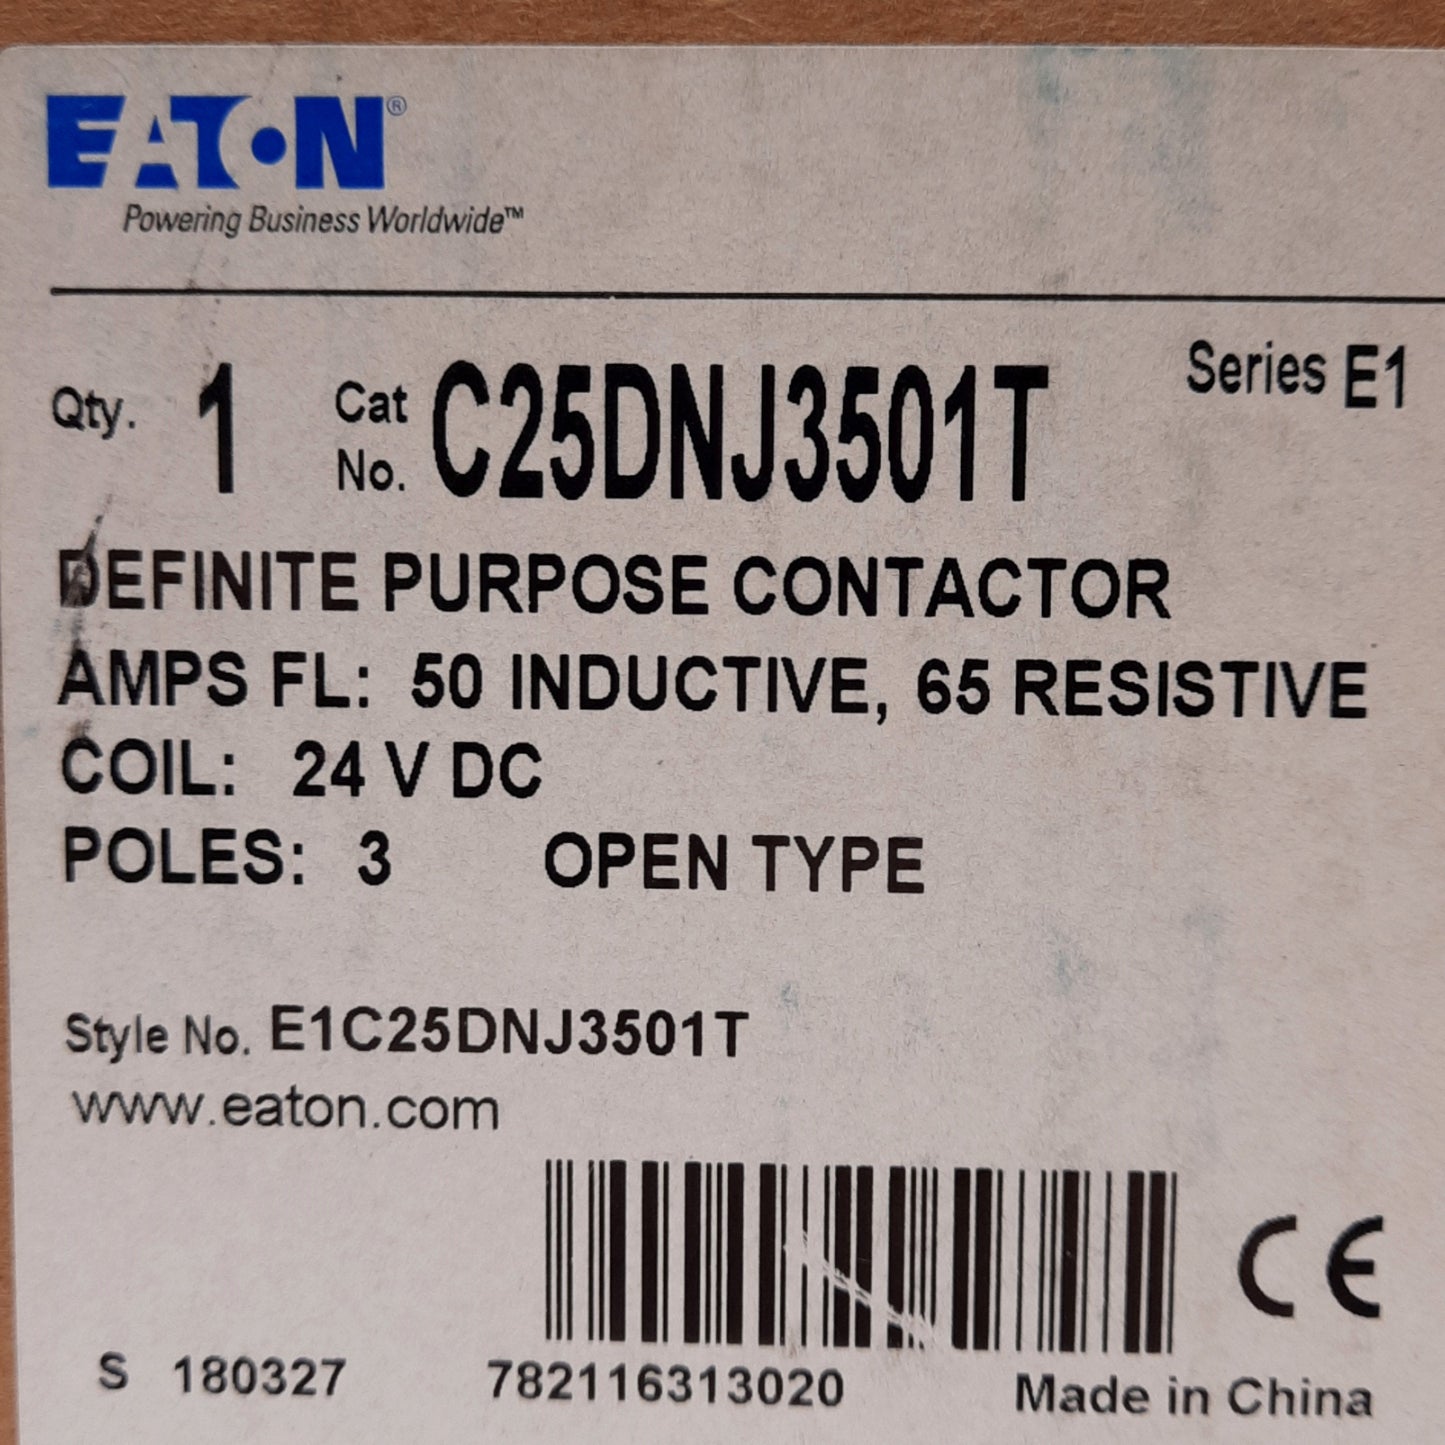 EATON®
Powering Business Worldwide™
Qty. 1 Cat No. C25DNJ3501T Series E1
DEFINITE PURPOSE CONTACTOR
AMPS FL: 50 INDUCTIVE, 65 RESISTIVE
COIL: 24 V DC
POLES: 3 OPEN TYPE
Style No. E1C25DNJ3501T
www.eaton.com
CE
S 180327 782116313020 Made in China